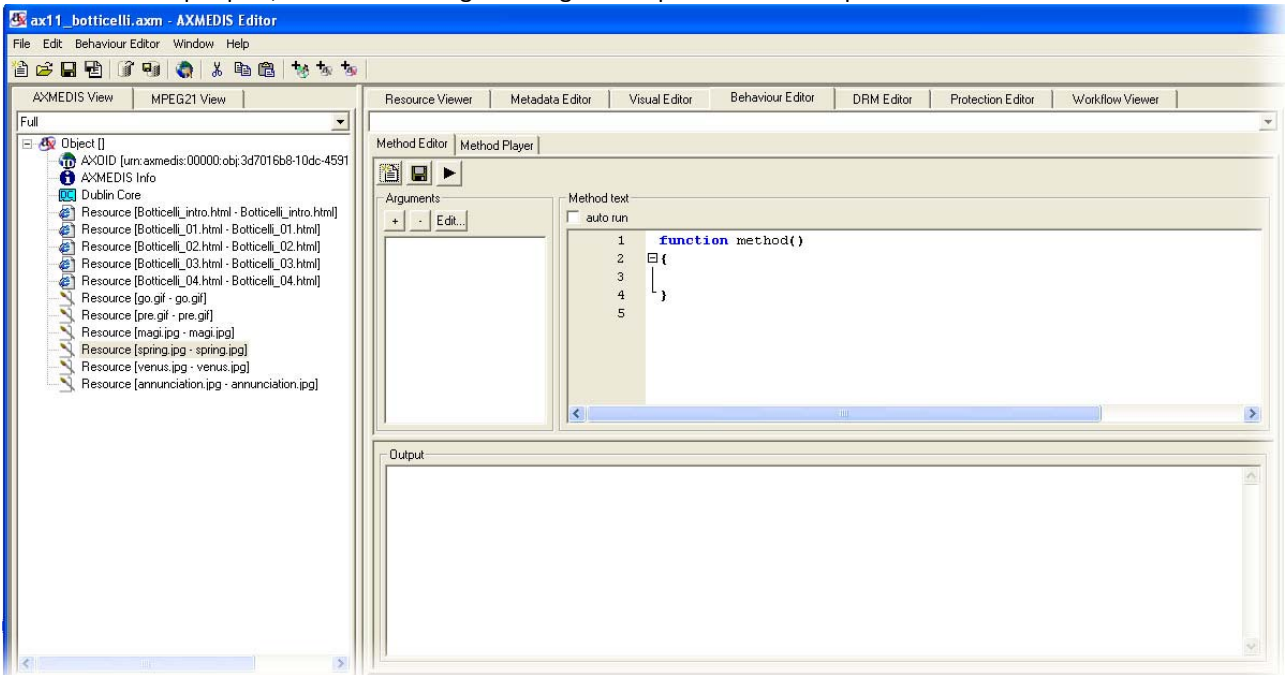 ax11_botticelli.axm - AXMEDIS Editor
File Edit Behaviour Editor Window Help
AXMEDIS View MPEG21 View
Full
Object []
AXOID [urn:axmedis:00000:obj:3d7016b8-10dc-4591
AXMEDIS Info
DC Dublin Core
Resource [Botticelli_intro.html - Botticelli_intro.html]
Resource [Botticelli_01.html - Botticelli_01.html]
Resource [Botticelli_02.html - Botticelli_02.html]
Resource [Botticelli_03.html - Botticelli_03.html]
Resource [Botticelli_04.html - Botticelli_04.html]
Resource [go.gif - go.gif]
Resource [pre.gif - pre.gif]
Resource [magi.jpg - magi.jpg]
Resource [spring.jpg - spring.jpg]
Resource [venus.jpg - venus.jpg]
Resource [annunciation.jpg - annunciation.jpg]
Resource Viewer Metadata Editor Visual Editor Behaviour Editor DRM Editor Protection Editor Workflow Viewer
Method Editor Method Player
Arguments
+ - Edit...
Method text
auto run
1 function method()
2 {
3
4 }
5
Output